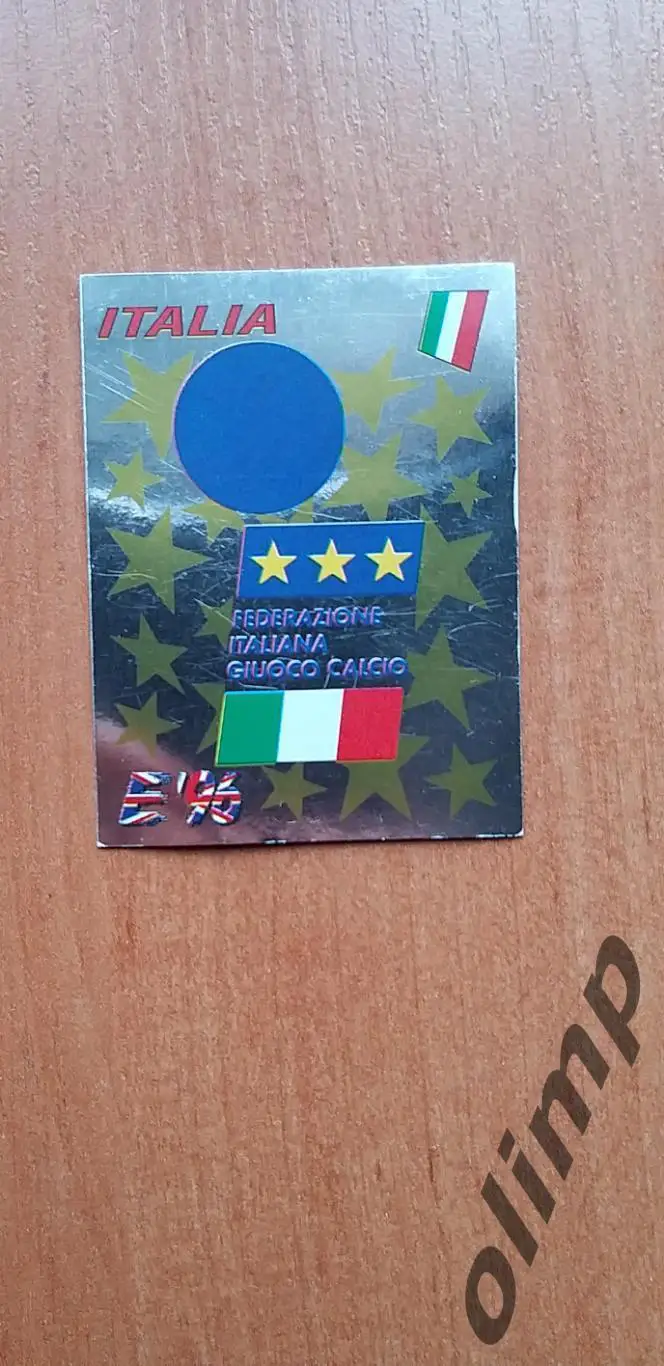 ITALIA
FEDERAZIONE
ITALIANA
GIUOCO CALCIO
E'96
olimp